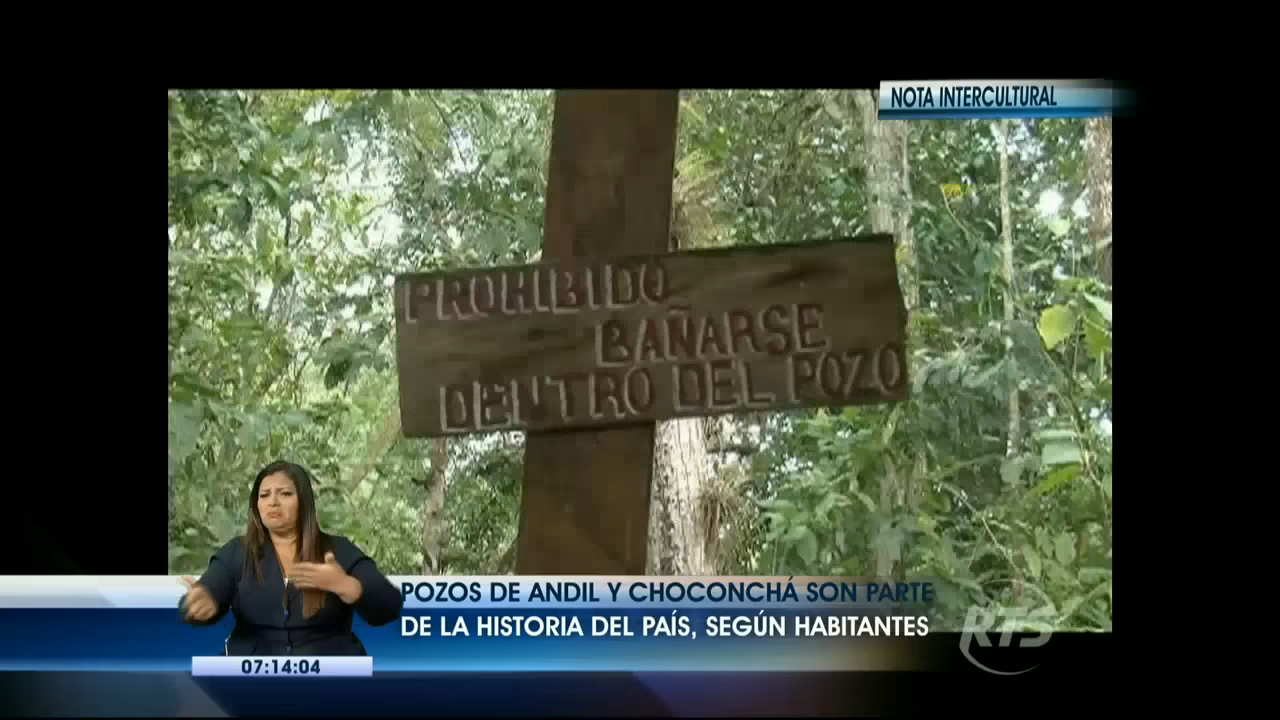 NOTA INTERCULTURAL
PROHIBIDO
BAÑARSE
DENTRO DEL POZO
POZOS DE ANDIL Y CHOCONCHÁ SON PARTE
DE LA HISTORIA DEL PAÍS, SEGÚN HABITANTES
RTS
07:14:04